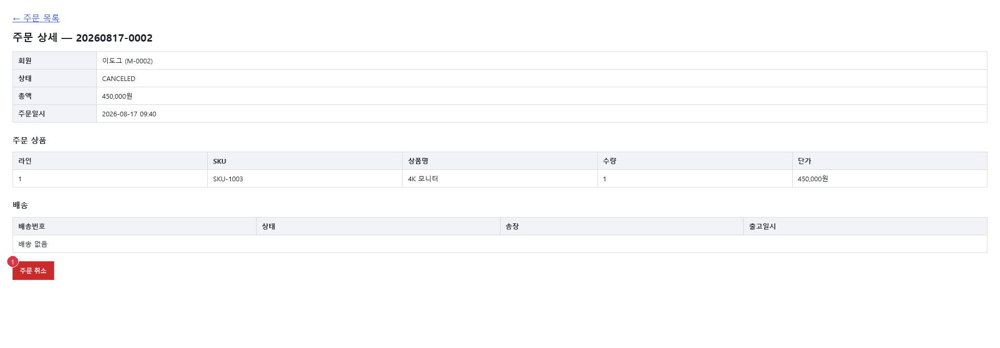 ← 주문 목록
주문 상세 — 20260817-0002
회원 이도그 (M-0002)
상태 CANCELED
총액 450,000원
주문일시 2026-08-17 09:40
주문 상품
라인 SKU 상품명 수량 단가
1 SKU-1003 4K 모니터 1 450,000원
배송
배송번호 상태 송장 출고일시
배송 없음
1
주문 취소